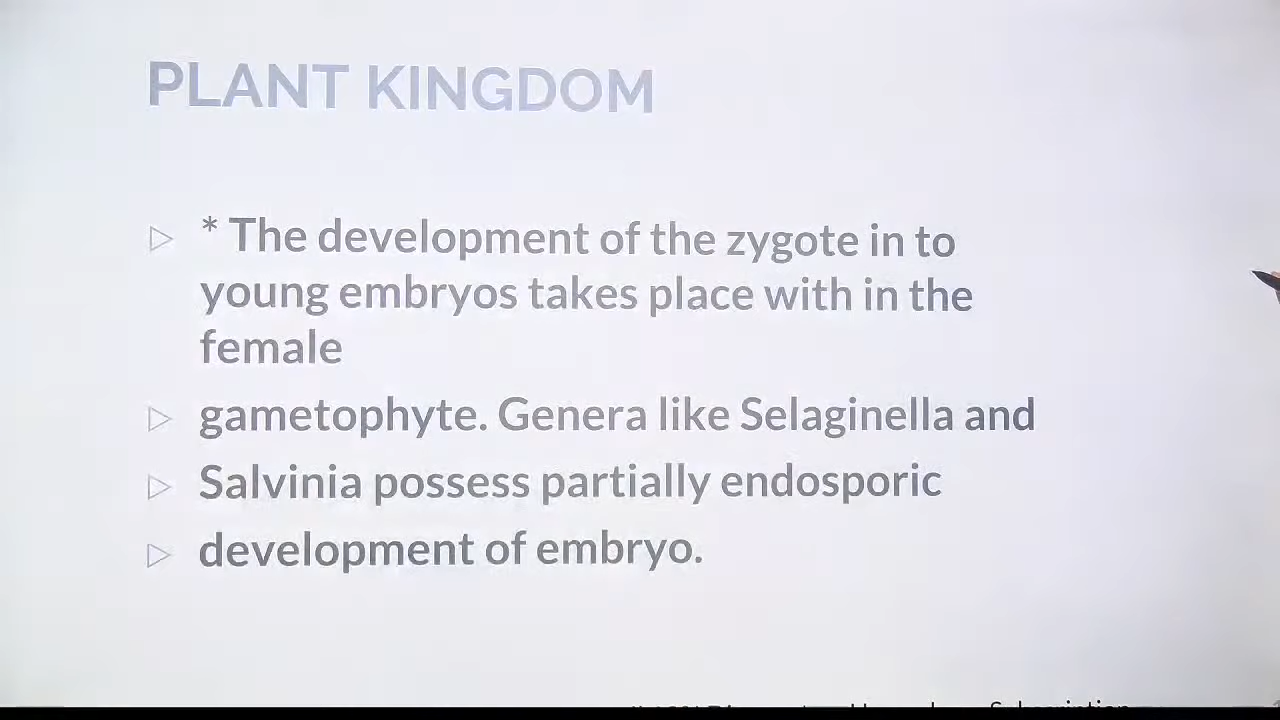 PLANT KINGDOM
* The development of the zygote in to
young embryos takes place with in the
female
gametophyte. Genera like Selaginella and
Salvinia possess partially endosporic
development of embryo.
Subscription